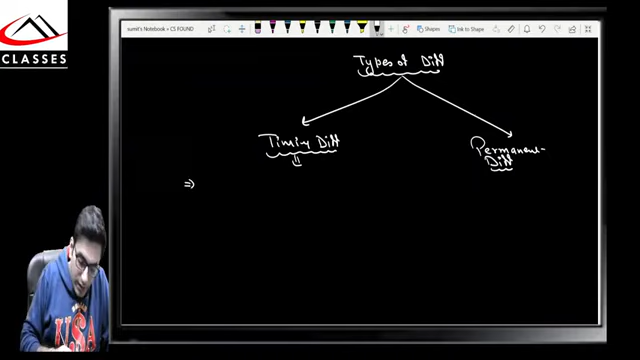 CLASSES
sumit's Notebook » CS FOUND
Shapes
Ink to Shape
Types of Diff
Timing Diff
Permanent
Diff
⇒